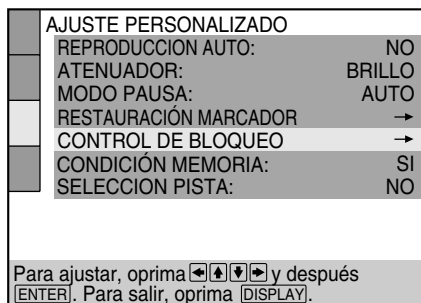 AJUSTE PERSONALIZADO
REPRODUCCION AUTO: NO
ATENUADOR: BRILLO
MODO PAUSA: AUTO
RESTAURACIÓN MARCADOR →
CONTROL DE BLOQUEO →
CONDICIÓN MEMORIA: SI
SELECCION PISTA: NO
Para ajustar, oprima ←↑↓→ y después
ENTER. Para salir, oprima DISPLAY.